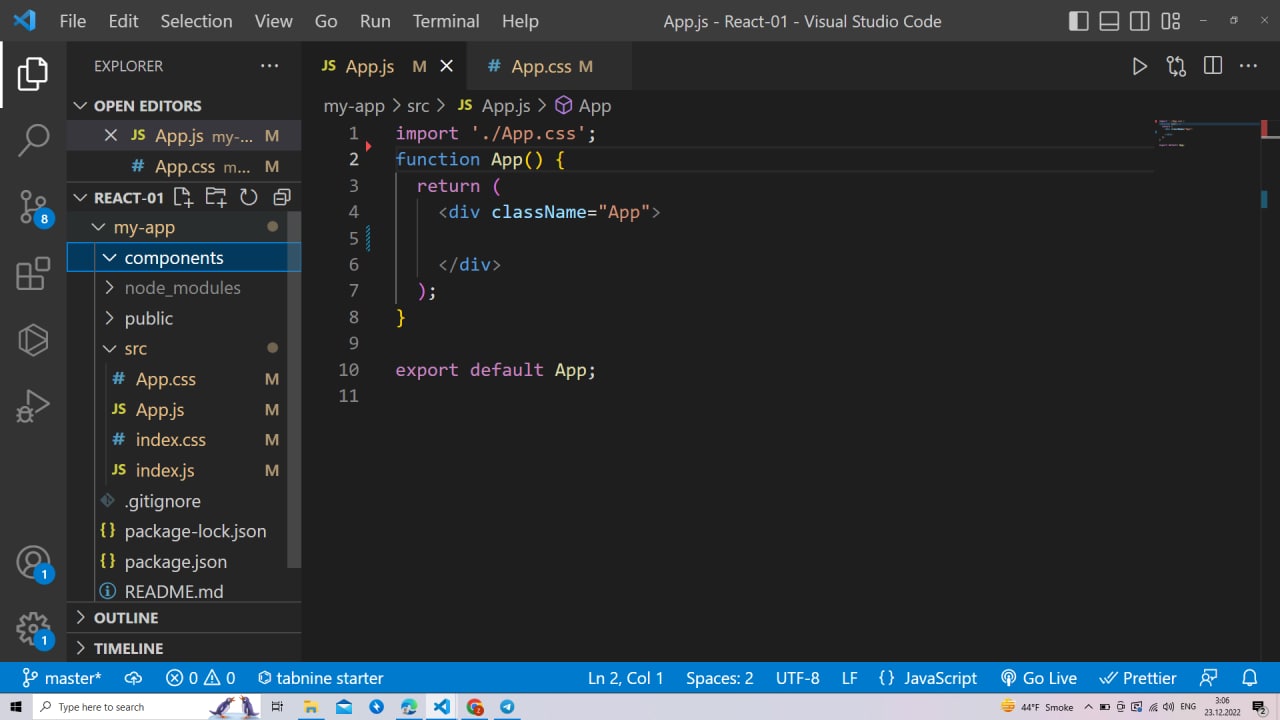 File Edit Selection View Go Run Terminal Help App.js - React-01 - Visual Studio Code
EXPLORER
OPEN EDITORS
JS App.js my-... M
# App.css m... M
REACT-01
my-app
components
node_modules
public
src
# App.css M
JS App.js M
# index.css M
JS index.js M
.gitignore
{} package-lock.json
{} package.json
README.md
OUTLINE
TIMELINE
8
1
1
JS App.js M # App.css M
my-app > src > JS App.js > App
1 import './App.css';
2 function App() {
3 return (
4 <div className="App">
5
6 </div>
7 );
8 }
9
10 export default App;
11
master* 0 0 tabnine starter Ln 2, Col 1 Spaces: 2 UTF-8 LF {} JavaScript Go Live Prettier
Type here to search 44°F Smoke ENG 3:06
23.12.2022 2